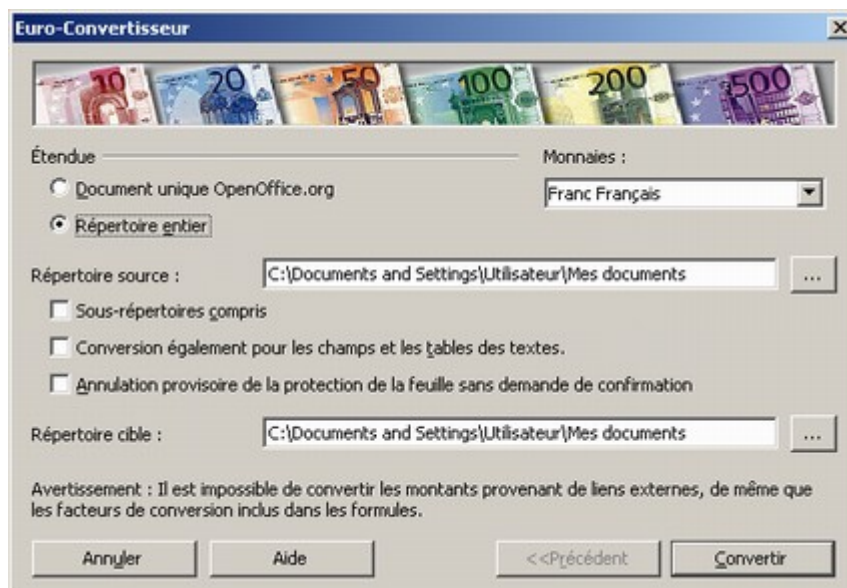 Euro-Convertisseur
10 20 50 100 200 500
Étendue
Monnaies :
Document unique OpenOffice.org
Franc Français
Répertoire entier
Répertoire source :
C:\Documents and Settings\Utilisateur\Mes documents
...
Sous-répertoires compris
Conversion également pour les champs et les tables des textes.
Annulation provisoire de la protection de la feuille sans demande de confirmation
Répertoire cible :
C:\Documents and Settings\Utilisateur\Mes documents
...
Avertissement : Il est impossible de convertir les montants provenant de liens externes, de même que
les facteurs de conversion inclus dans les formules.
Annuler
Aide
<<Précédent
Convertir